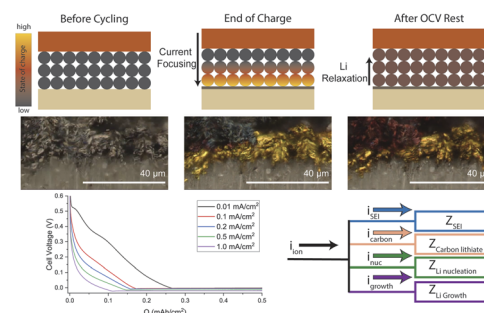 Before Cycling
End of Charge
After OCV Rest
high
State of charge
low
Current
Focusing
Li
Relaxation
40 µm
40 µm
40 µm
Cell Voltage (V)
0.6
0.5
0.4
0.3
0.2
0.1
0.0
0.0
0.1
0.2
0.3
0.4
0.5
Q (mAh/cm²)
0.01 mA/cm²
0.1 mA/cm²
0.2 mA/cm²
0.5 mA/cm²
1.0 mA/cm²
i ion
i SEI
Z SEI
i carbon
Z Carbon lithiate
i nuc
Z Li nucleation
i growth
Z Li Growth